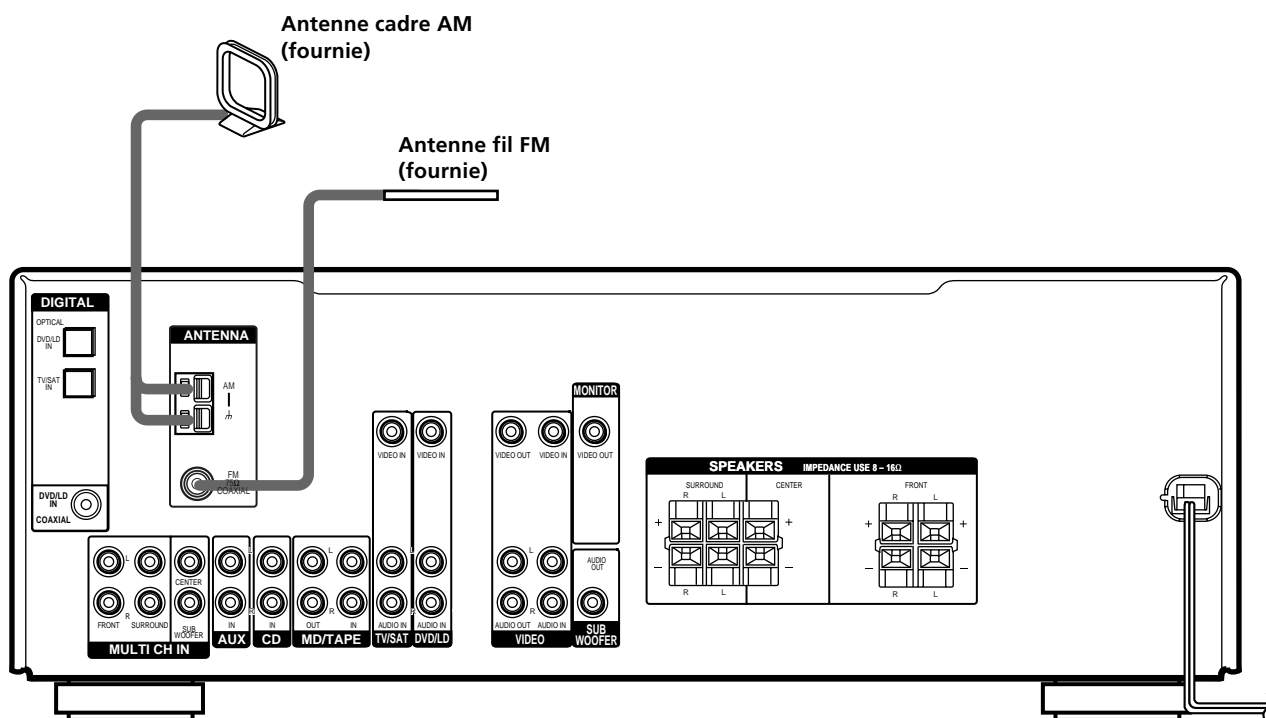 Antenne cadre AM
(fournie)
Antenne fil FM
(fournie)
DIGITAL
OPTICAL
DVD/LD
IN
TV/SAT
IN
DVD/LD
IN
COAXIAL
ANTENNA
AM
FM
75Ω
COAXIAL
MONITOR
VIDEO IN
VIDEO IN
VIDEO OUT
VIDEO IN
VIDEO OUT
SPEAKERS
IMPEDANCE USE 8 – 16Ω
SURROUND
CENTER
FRONT
R
L
R
L
+
+
+
+
–
–
–
–
R
L
R
L
L
CENTER
R
FRONT
SURROUND
SUB
WOOFER
MULTI CH IN
L
R
IN
AUX
IN
CD
L
R
OUT
IN
MD/TAPE
L
R
AUDIO IN
TV/SAT
AUDIO IN
DVD/LD
L
R
AUDIO OUT
AUDIO IN
VIDEO
AUDIO
OUT
SUB
WOOFER